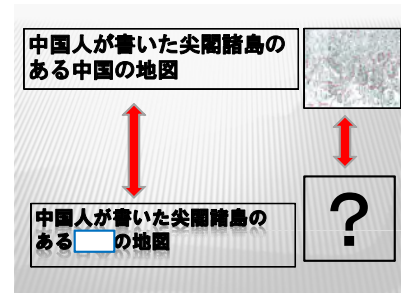 中国人が書いた尖閣諸島の
ある中国の地図
中国人が書いた尖閣諸島の
ある　　の地図
？